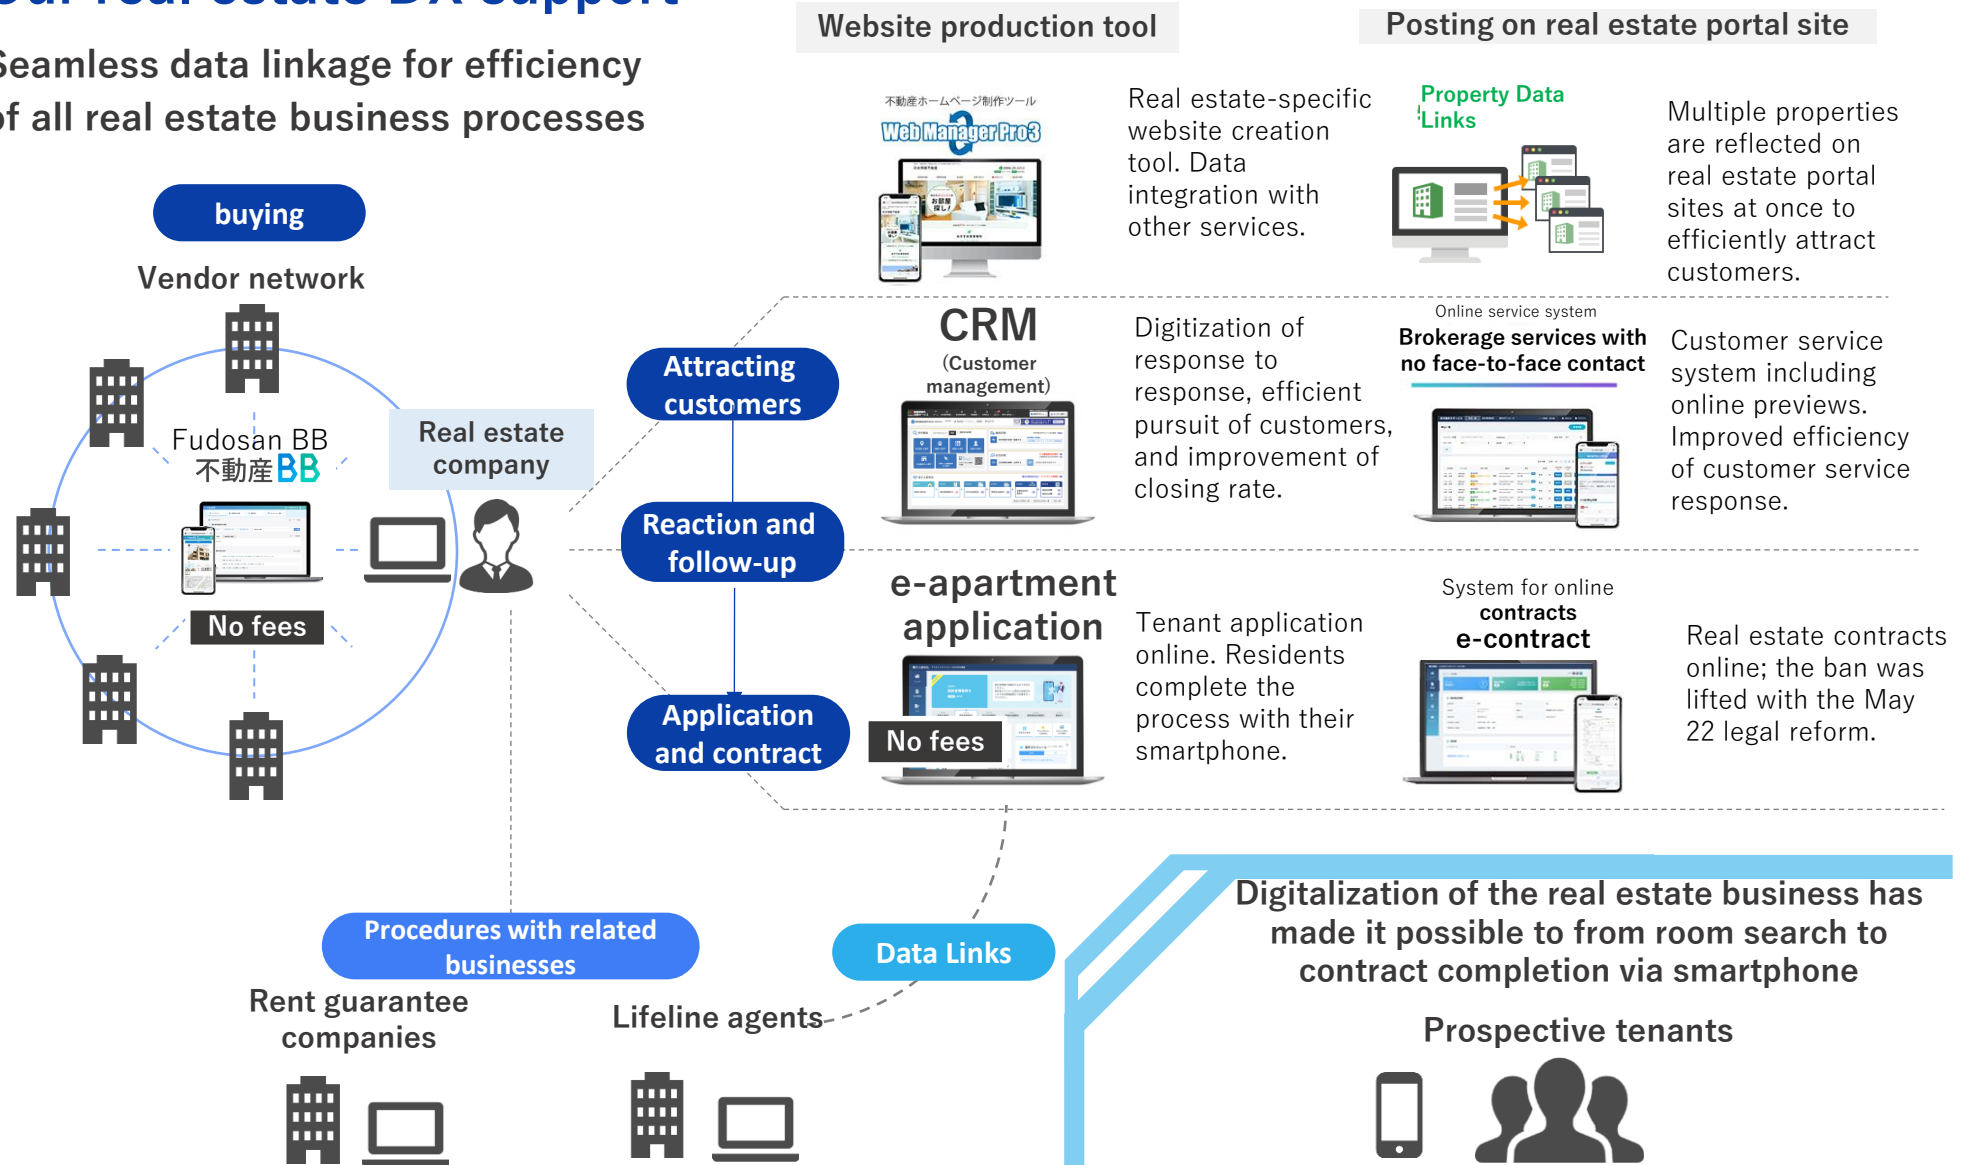 Our real estate DX support
Seamless data linkage for efficiency
of all real estate business processes
buying
Vendor network
Fudosan BB
不動産BB
No fees
Real estate
company
Attracting
customers
Reaction and
follow-up
Application
and contract
Website production tool
不動産ホームページ制作ツール
Web Manager Pro3
Real estate-specific
website creation
tool. Data
integration with
other services.
Posting on real estate portal site
Property Data
Links
Multiple properties
are reflected on
real estate portal
sites at once to
efficiently attract
customers.
CRM
(Customer
management)
Digitization of
response to
response, efficient
pursuit of customers,
and improvement of
closing rate.
Online service system
Brokerage services with
no face-to-face contact
Customer service
system including
online previews.
Improved efficiency
of customer service
response.
e-apartment
application
No fees
Tenant application
online. Residents
complete the
process with their
smartphone.
System for online
contracts
e-contract
Real estate contracts
online; the ban was
lifted with the May
22 legal reform.
Procedures with related
businesses
Rent guarantee
companies
Lifeline agents
Data Links
Digitalization of the real estate business has
made it possible to from room search to
contract completion via smartphone
Prospective tenants